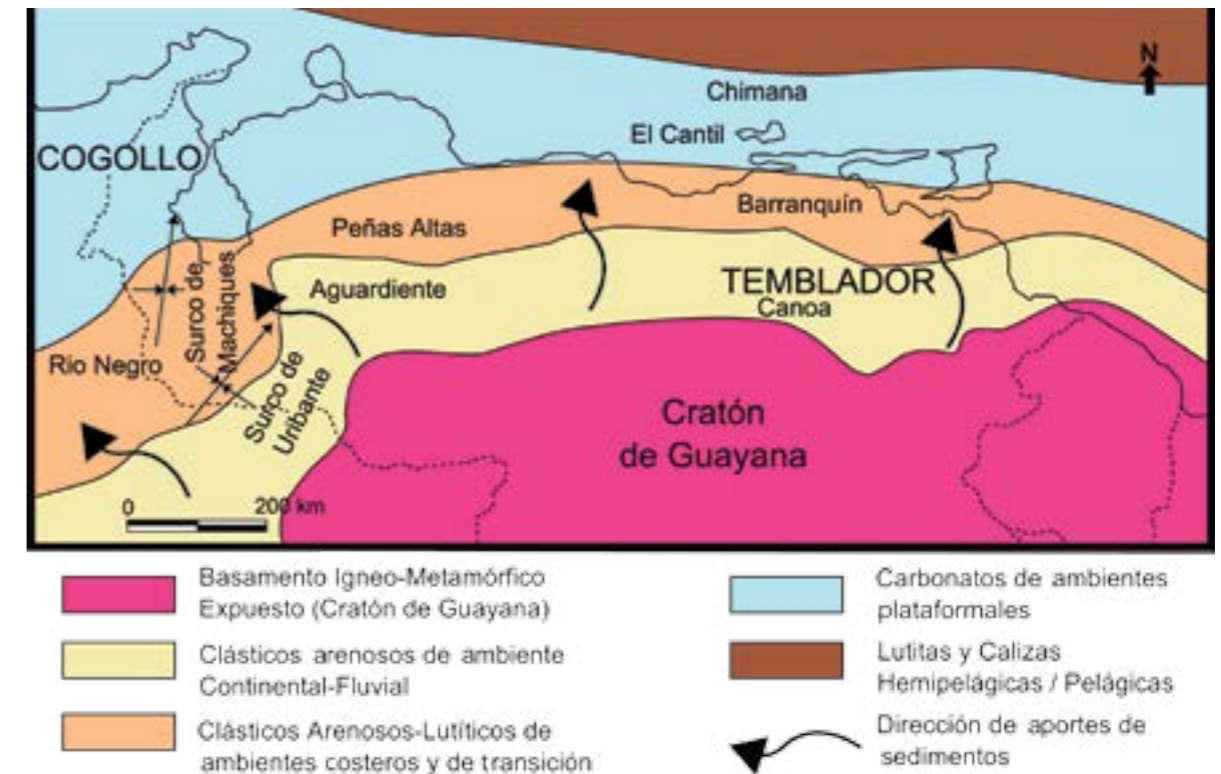 N
Chimana
El Cantil
COGOLLO
Barranquín
Peñas Altas
TEMBLADOR
Aguardiente
Canoa
Surco de
Machiques
Rio Negro
Surco de
Uribante
Cratón
de Guayana
0 200 km
Basamento Igneo-Metamórfico
Expuesto (Cratón de Guayana)
Clásticos arenosos de ambiente
Continental-Fluvial
Clásticos Arenosos-Lutíticos de
ambientes costeros y de transición
Carbonatos de ambientes
plataformales
Lutitas y Calizas
Hemipelágicas / Pelágicas
Dirección de aportes de
sedimentos